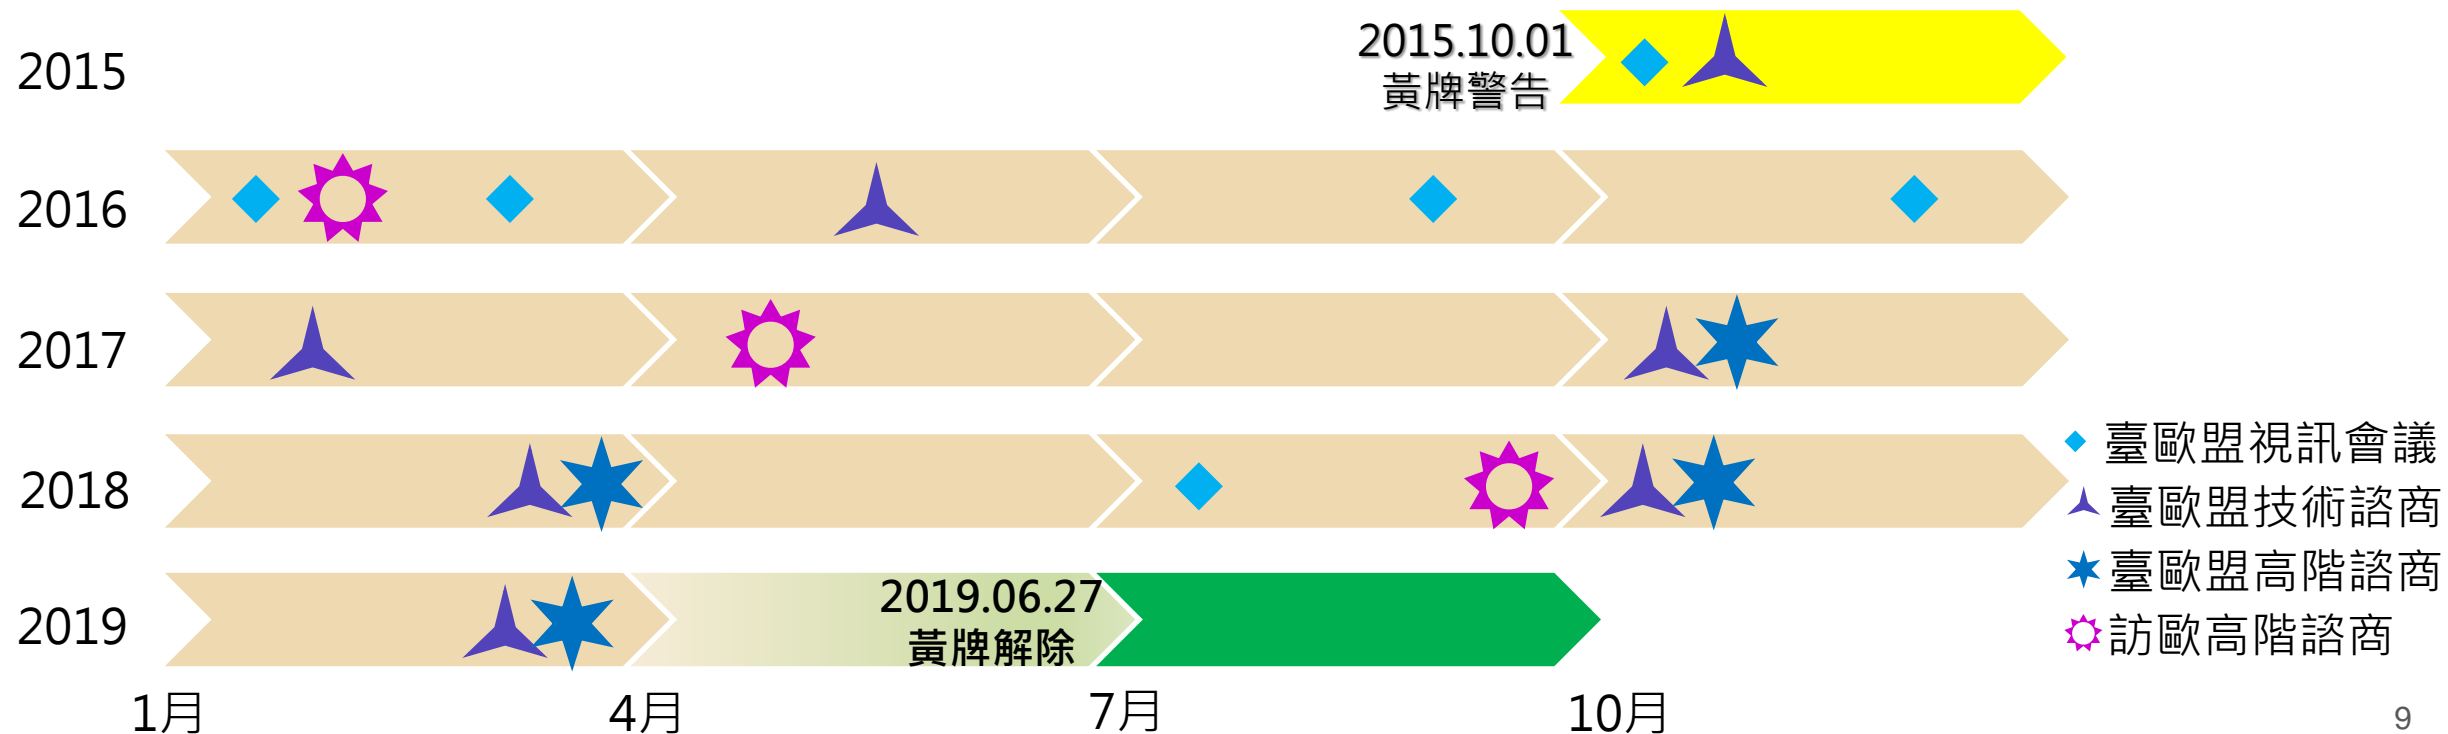 2015
2015.10.01
黃牌警告
2016
2017
2018
2019
2019.06.27
黃牌解除
1月
4月
7月
10月
臺歐盟視訊會議
臺歐盟技術諮商
臺歐盟高階諮商
訪歐高階諮商
9